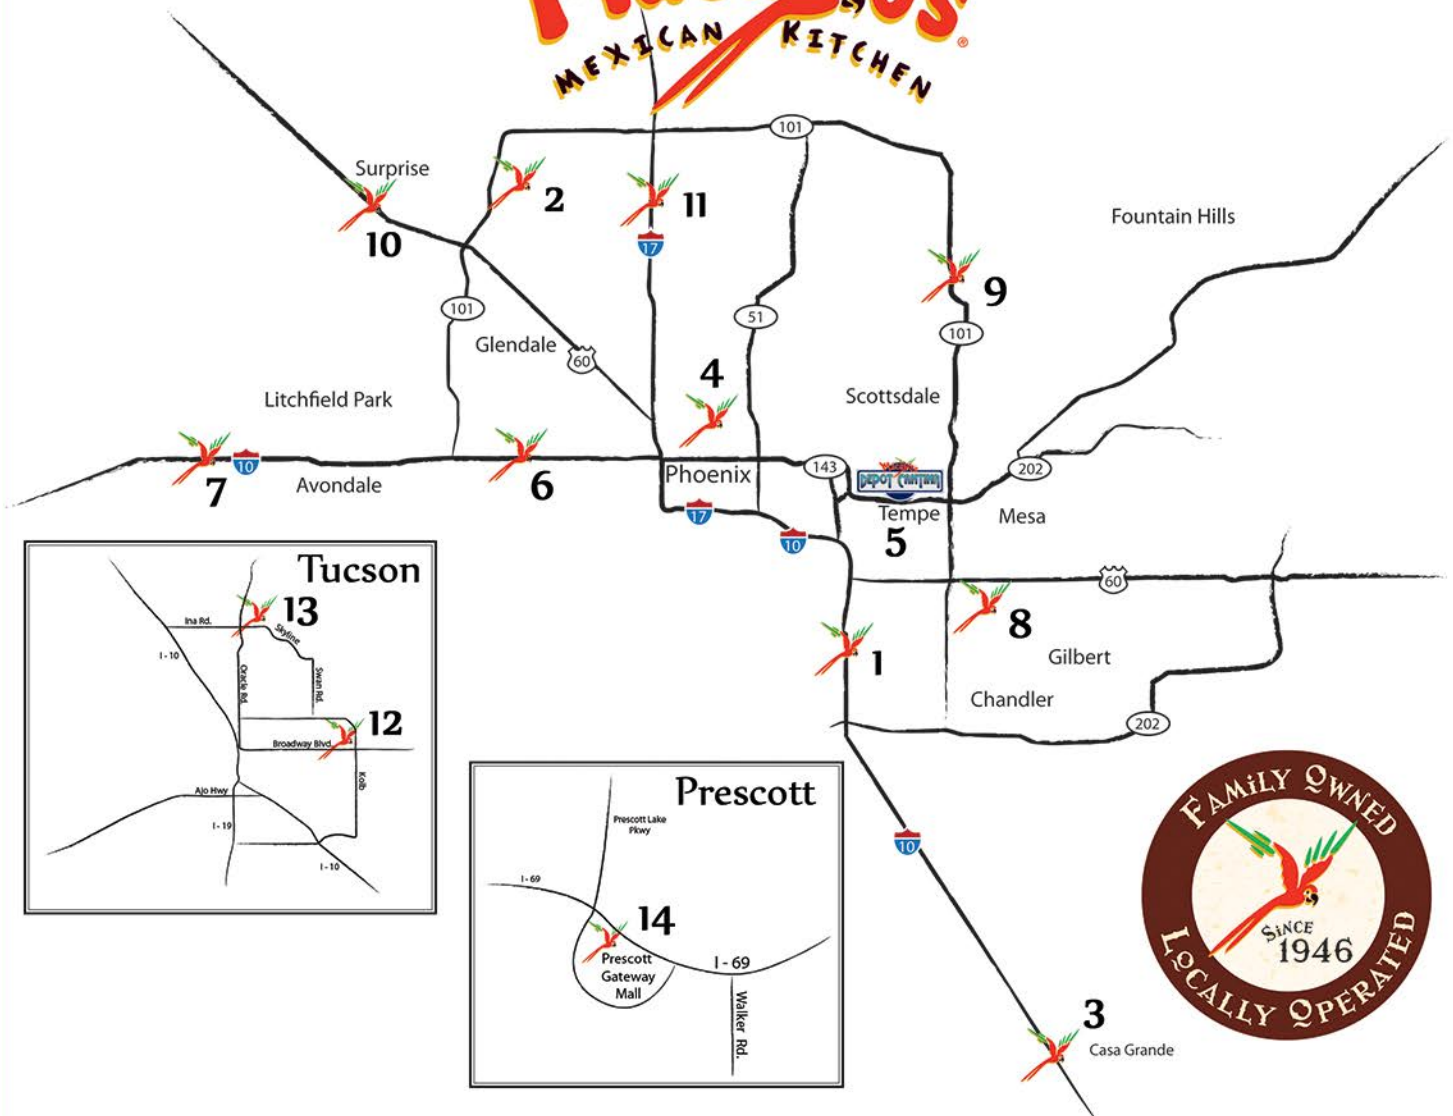 MEXICAN KITCHEN
®
101
Surprise
2
11
10
17
Fountain Hills
9
101
51
101
Glendale
60
4
Scottsdale
Litchfield Park
10
7
Avondale
6
Phoenix
143
DEPOT CANTINA
202
Tempe
Mesa
5
17
10
60
8
1
Gilbert
Chandler
202
10
3
Casa Grande
Tucson
13
Ina Rd.
Skyline
I - 10
Oracle Rd.
Swan Rd.
12
Broadway Blvd.
Kolb
Ajo Hwy
I - 19
I - 10
Prescott
Prescott Lake
Pkwy
I - 69
14
Prescott
Gateway
Mall
I - 69
Walker Rd.
FAMILY OWNED
SINCE
1946
LOCALLY OPERATED